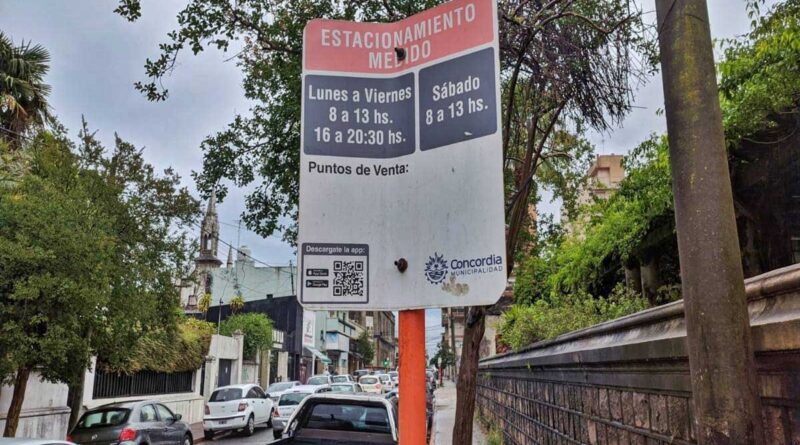 ESTACIONAMIENTO
MEDIDO
Lunes a Viernes
8 a 13 hs.
16 a 20:30 hs.
Sábado
8 a 13 hs.
Puntos de Venta:
Descargate la app:
Concordia
MUNICIPALIDAD